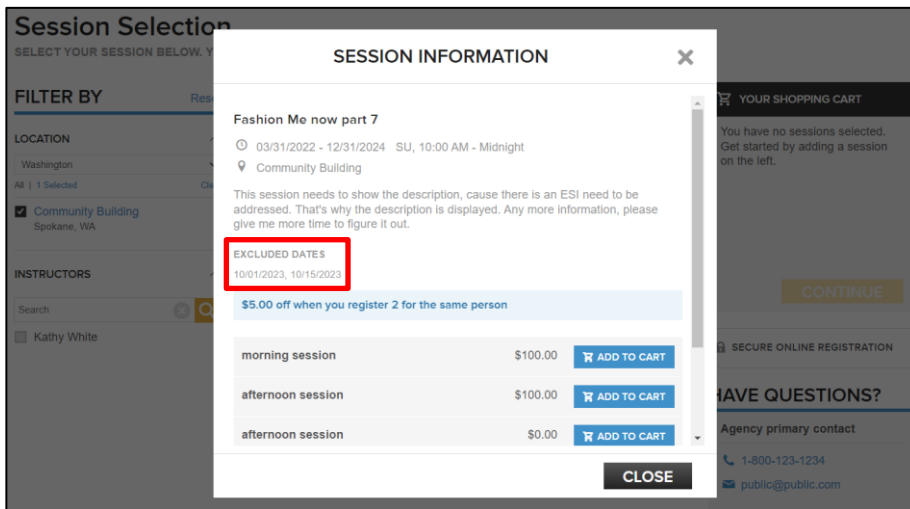 Session Selection
SELECT YOUR SESSION BELOW. Y
FILTER BY
Rese
LOCATION
Washington
All | 1 Selected
Cle
Community Building
Spokane, WA
INSTRUCTORS
Search
Kathy White
SESSION INFORMATION
Fashion Me now part 7
03/31/2022 - 12/31/2024 SU, 10:00 AM - Midnight
Community Building
This session needs to show the description, cause there is an ESI need to be
addressed. That's why the description is displayed. Any more information, please
give me more time to figure it out.
EXCLUDED DATES
10/01/2023, 10/15/2023
$5.00 off when you register 2 for the same person
morning session $100.00 ADD TO CART
afternoon session $100.00 ADD TO CART
afternoon session $0.00 ADD TO CART
CLOSE
YOUR SHOPPING CART
You have no sessions selected.
Get started by adding a session
on the left.
CONTINUE
SECURE ONLINE REGISTRATION
HAVE QUESTIONS?
Agency primary contact
1-800-123-1234
public@public.com